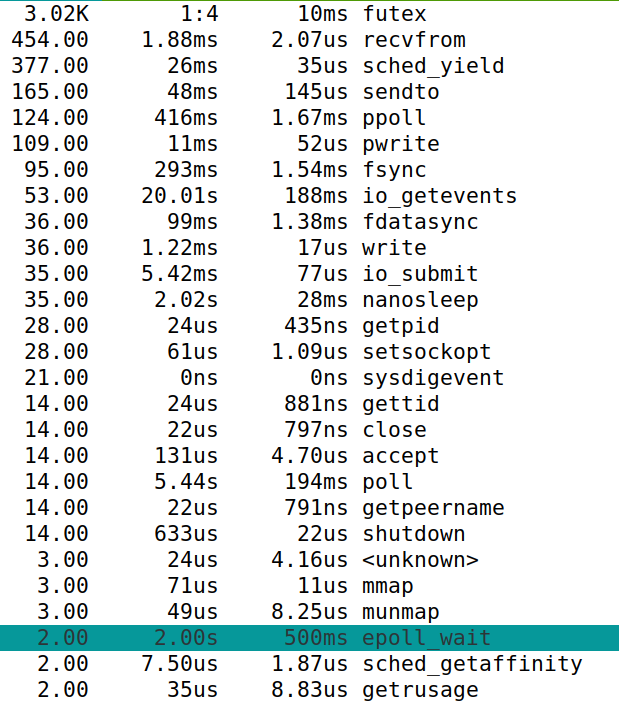 3.02K 1:4 10ms futex
454.00 1.88ms 2.07us recvfrom
377.00 26ms 35us sched_yield
165.00 48ms 145us sendto
124.00 416ms 1.67ms ppoll
109.00 11ms 52us pwrite
95.00 293ms 1.54ms fsync
53.00 20.01s 188ms io_getevents
36.00 99ms 1.38ms fdatasync
36.00 1.22ms 17us write
35.00 5.42ms 77us io_submit
35.00 2.02s 28ms nanosleep
28.00 24us 435ns getpid
28.00 61us 1.09us setsockopt
21.00 0ns 0ns sysdigevent
14.00 24us 881ns gettid
14.00 22us 797ns close
14.00 131us 4.70us accept
14.00 5.44s 194ms poll
14.00 22us 791ns getpeername
14.00 633us 22us shutdown
3.00 24us 4.16us <unknown>
3.00 71us 11us mmap
3.00 49us 8.25us munmap
2.00 2.00s 500ms epoll_wait
2.00 7.50us 1.87us sched_getaffinity
2.00 35us 8.83us getrusage